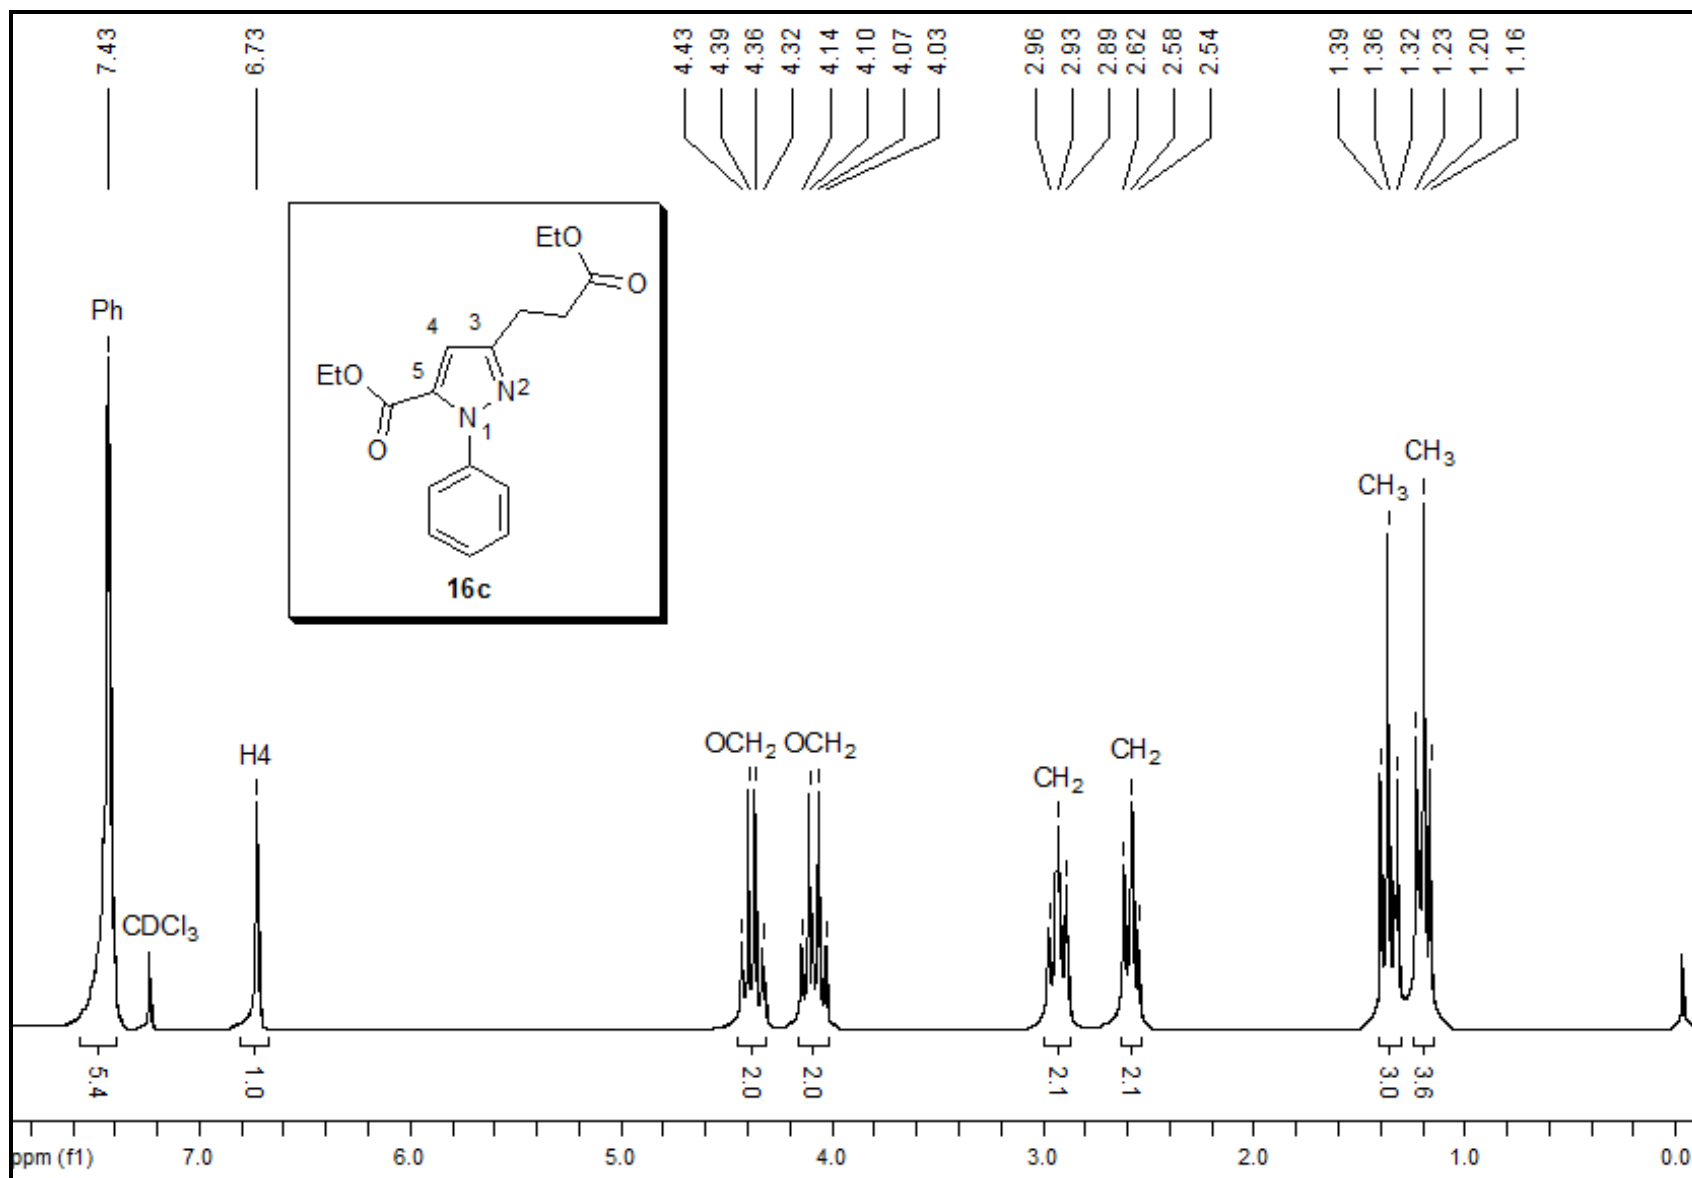 7.43 6.73 4.43 4.39 4.36 4.32 4.14 4.10 4.07 4.03 2.96 2.93 2.89 2.62 2.58 2.54 1.39 1.36 1.32 1.23 1.20 1.16
EtO
O
Ph
4 3
EtO 5 N 2
N 1
O
16c
CH3
CH3
H4
OCH2 OCH2
CH2
CH2
CDCl3
5.4 1.0 2.0 2.0 2.1 2.1 3.0 3.6
ppm (f1) 7.0 6.0 5.0 4.0 3.0 2.0 1.0 0.0